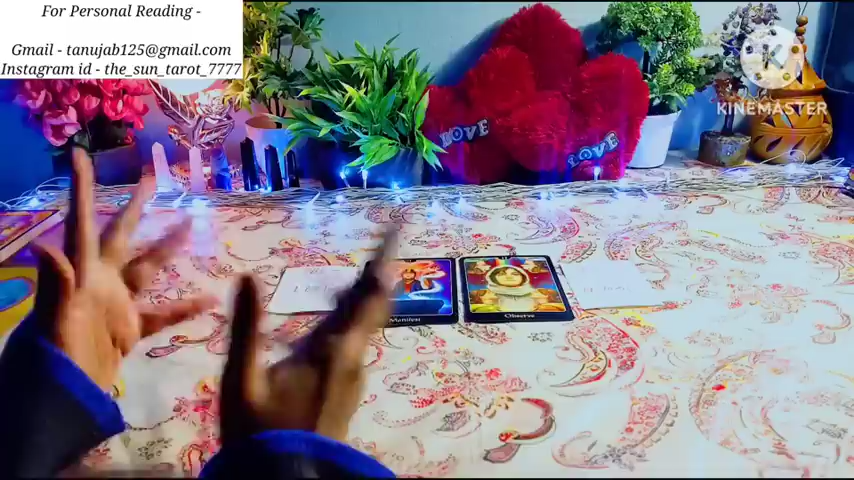 For Personal Reading -
Gmail - tanujab125@gmail.com
Instagram id - the_sun_tarot_7777
LOVE
LOVE
KINEMASTER
Manifest
Observe